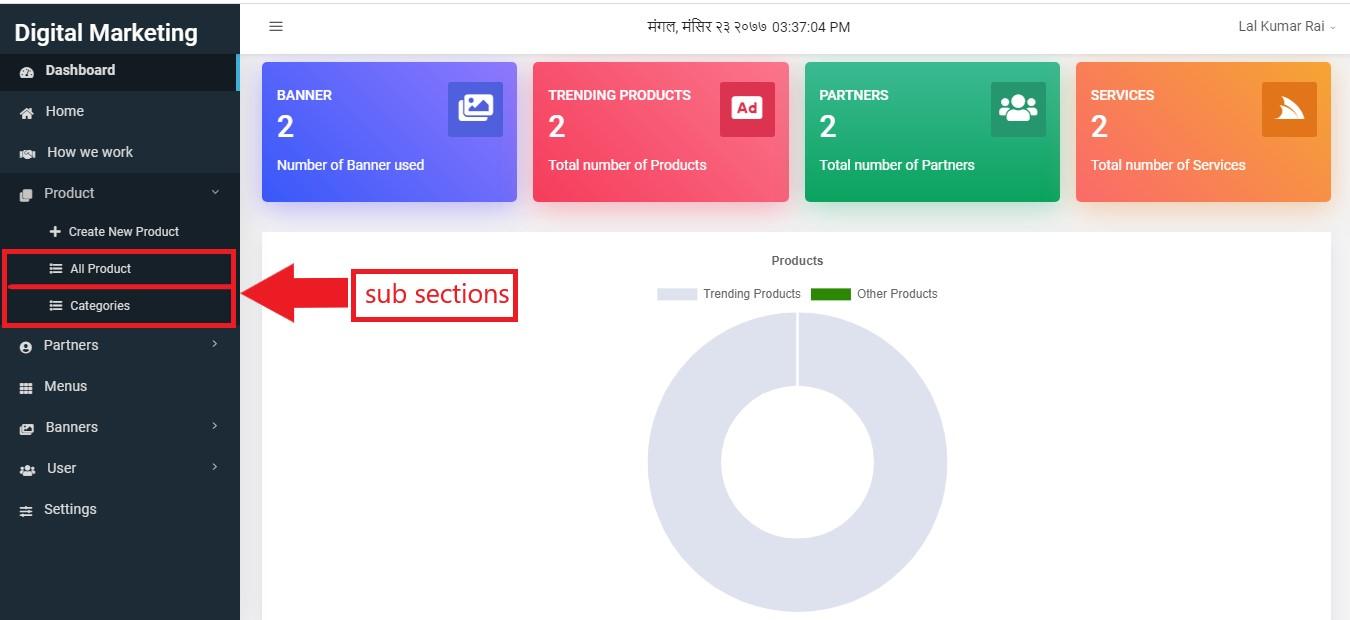 Digital Marketing
मंगल, मंसिर २३ २०७७ 03:37:04 PM
Lal Kumar Rai
Dashboard
Home
How we work
Product
Create New Product
All Product
Categories
Partners
Menus
Banners
User
Settings
sub sections
BANNER
2
Number of Banner used
TRENDING PRODUCTS
2
Total number of Products
Ad
PARTNERS
2
Total number of Partners
SERVICES
2
Total number of Services
Products
Trending Products
Other Products